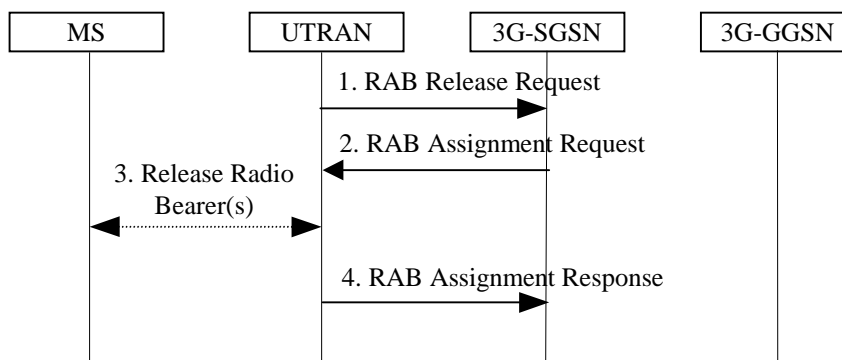 MS
UTRAN
3G-SGSN
3G-GGSN
1. RAB Release Request
2. RAB Assignment Request
3. Release Radio
Bearer(s)
4. RAB Assignment Response